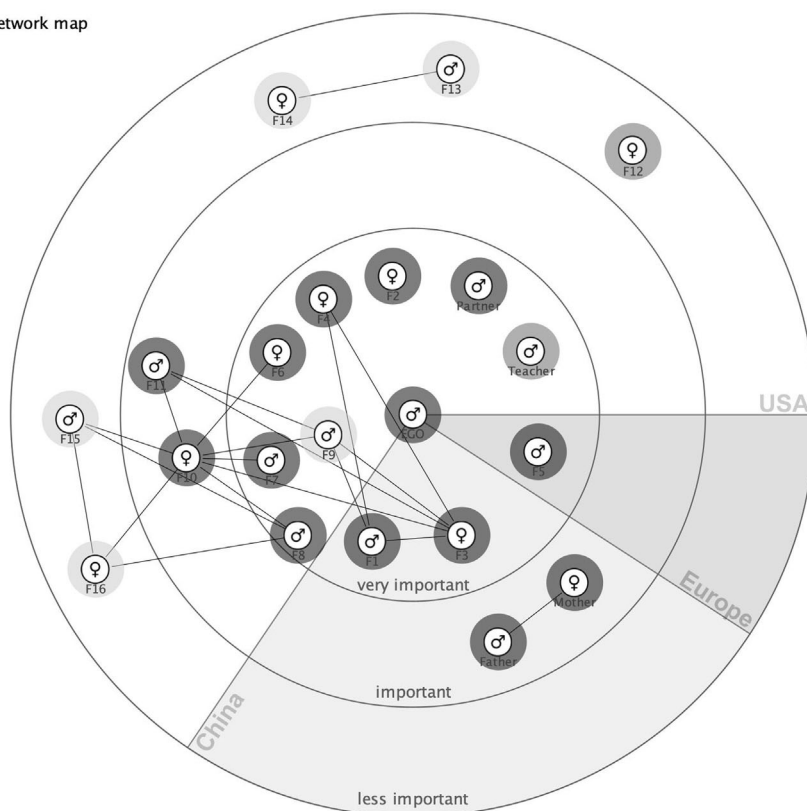 etwork map
F13
F14
F12
F2
Partner
F4
Teacher
F6
F11
USA
F15
EGO
F9
F5
F10
F7
F8
F1
F3
F16
very important
Mother
Europe
Father
important
China
less important